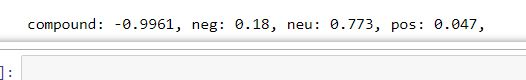 compound: -0.9961, neg: 0.18, neu: 0.773, pos: 0.047,
]: